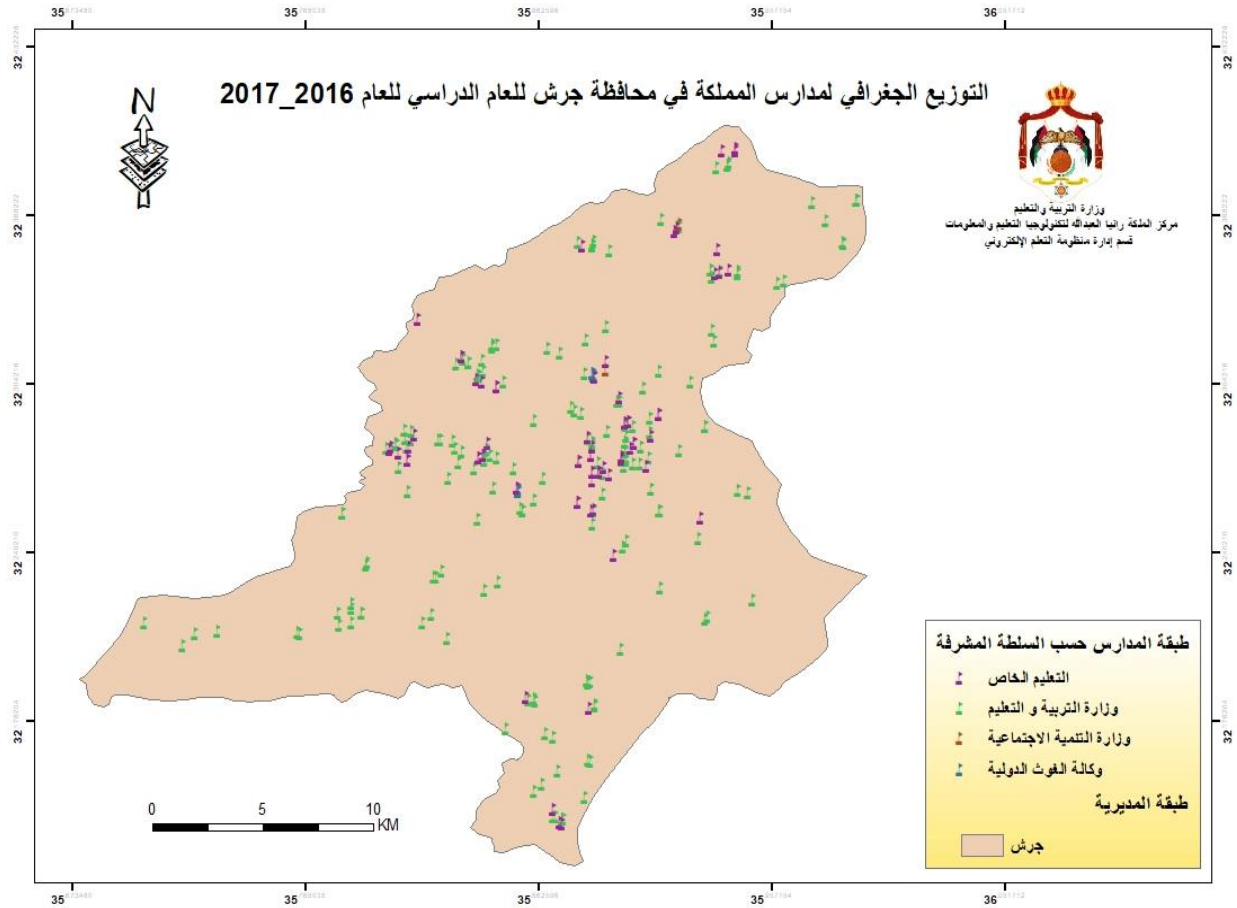 التوزيع الجغرافي لمدارس المملكة في محافظة جرش للعام الدراسي للعام 2016_2017
N
وزارة التربية والتعليم
مركز الملكة رانيا العبدالله لتكنولوجيا التعليم والمعلومات
قسم إدارة منظومة التعلم الإلكتروني
طبقة المدارس حسب السلطة المشرفة
التعليم الخاص
وزارة التربية و التعليم
وزارة التنمية الاجتماعية
وكالة الغوث الدولية
طبقة المديرية
جرش
0 5 10
KM
35 35 35 35 36
32 32 32 32 32
32 32 32 32 32
35 35 35 35 36